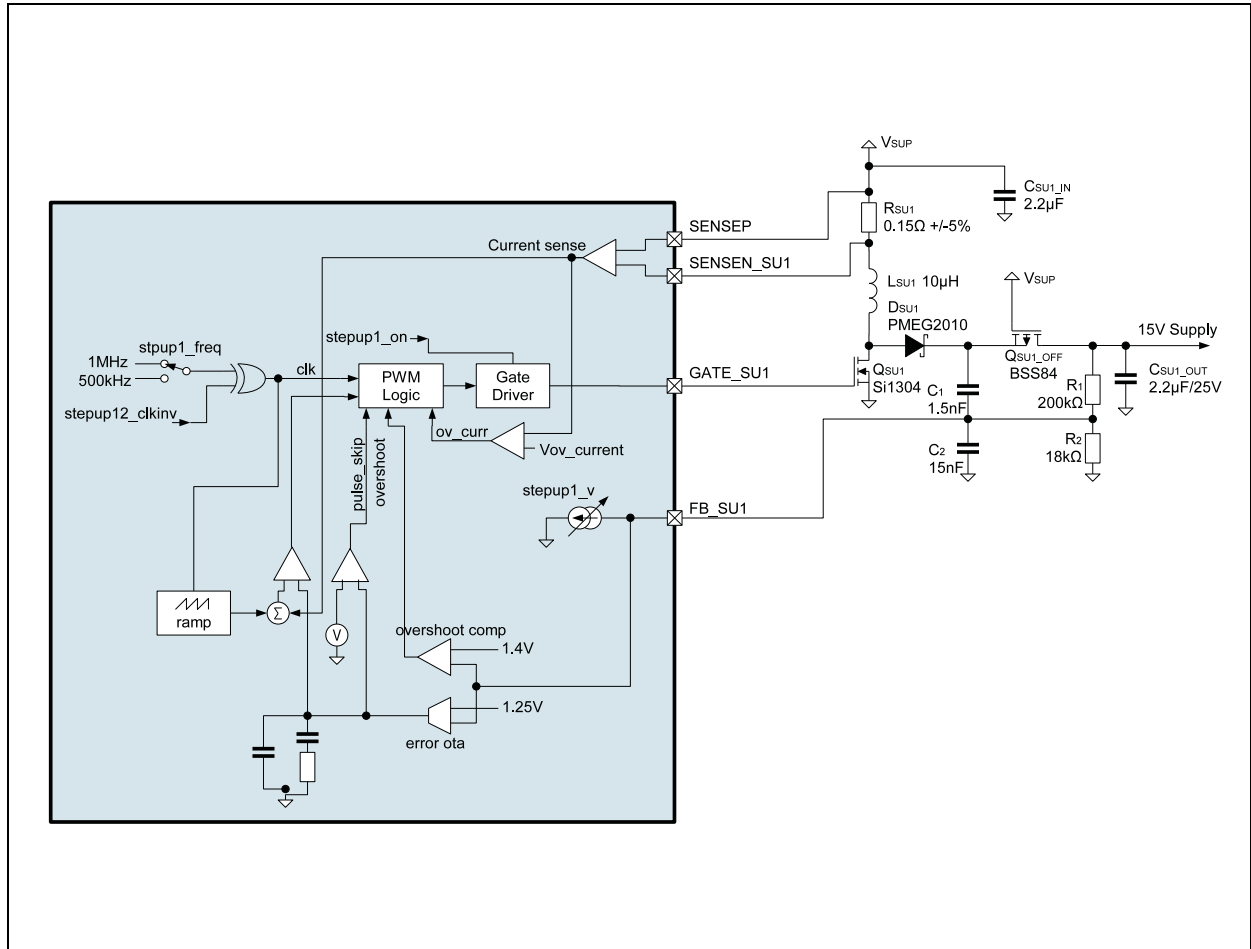 VSUP
CSU1_IN
2.2µF
RSU1
0.15Ω +/-5%
SENSEP
Current sense
SENSEN_SU1
LSU1 10µH
VSUP
DSU1
PMEG2010
15V Supply
stepup1_on
stpup1_freq
1MHz
500kHz
clk
PWM
Logic
Gate
Driver
GATE_SU1
QSU1
Si1304
QSU1_OFF
BSS84
CSU1_OUT
2.2µF/25V
C1
1.5nF
R1
200kΩ
stepup12_clkinv
ov_curr
Vov_current
pulse_skip
overshoot
C2
15nF
R2
18kΩ
stepup1_v
FB_SU1
ramp
Σ
V
overshoot comp
1.4V
1.25V
error ota